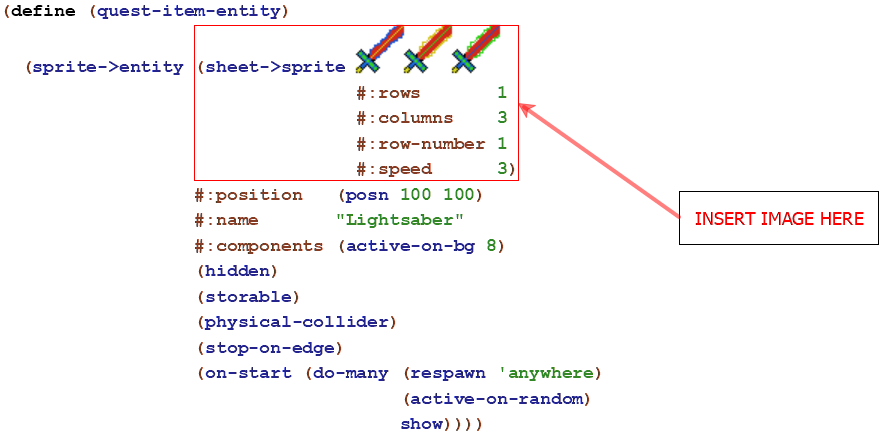 (define (quest-item-entity)
(sprite->entity (sheet->sprite
#:rows 1
#:columns 3
#:row-number 1
#:speed 3)
#:position (posn 100 100)
#:name "Lightsaber"
#:components (active-on-bg 8)
(hidden)
(storable)
(physical-collider)
(stop-on-edge)
(on-start (do-many (respawn 'anywhere)
(active-on-random)
show))))
INSERT IMAGE HERE